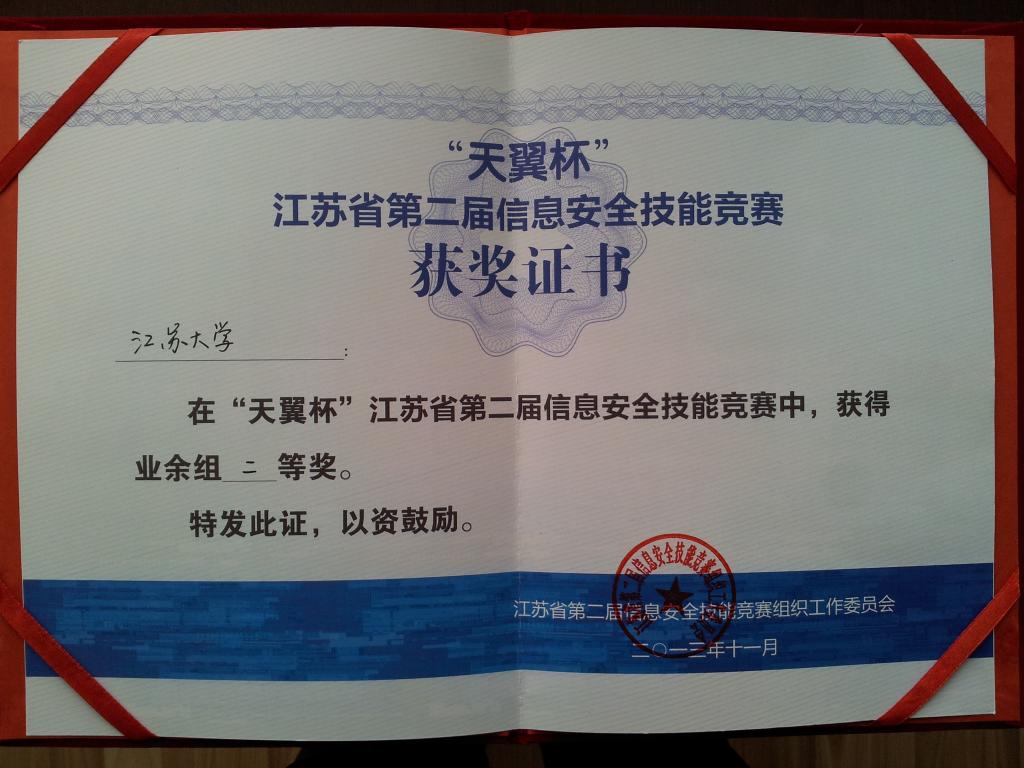 “天翼杯”
江苏省第二届信息安全技能竞赛
获奖证书
江苏大学：
在“天翼杯”江苏省第二届信息安全技能竞赛中，获得
业余组 二 等奖。
特发此证，以资鼓励。
江苏省第二届信息安全技能竞赛组织工作委员会
二〇一三年十一月